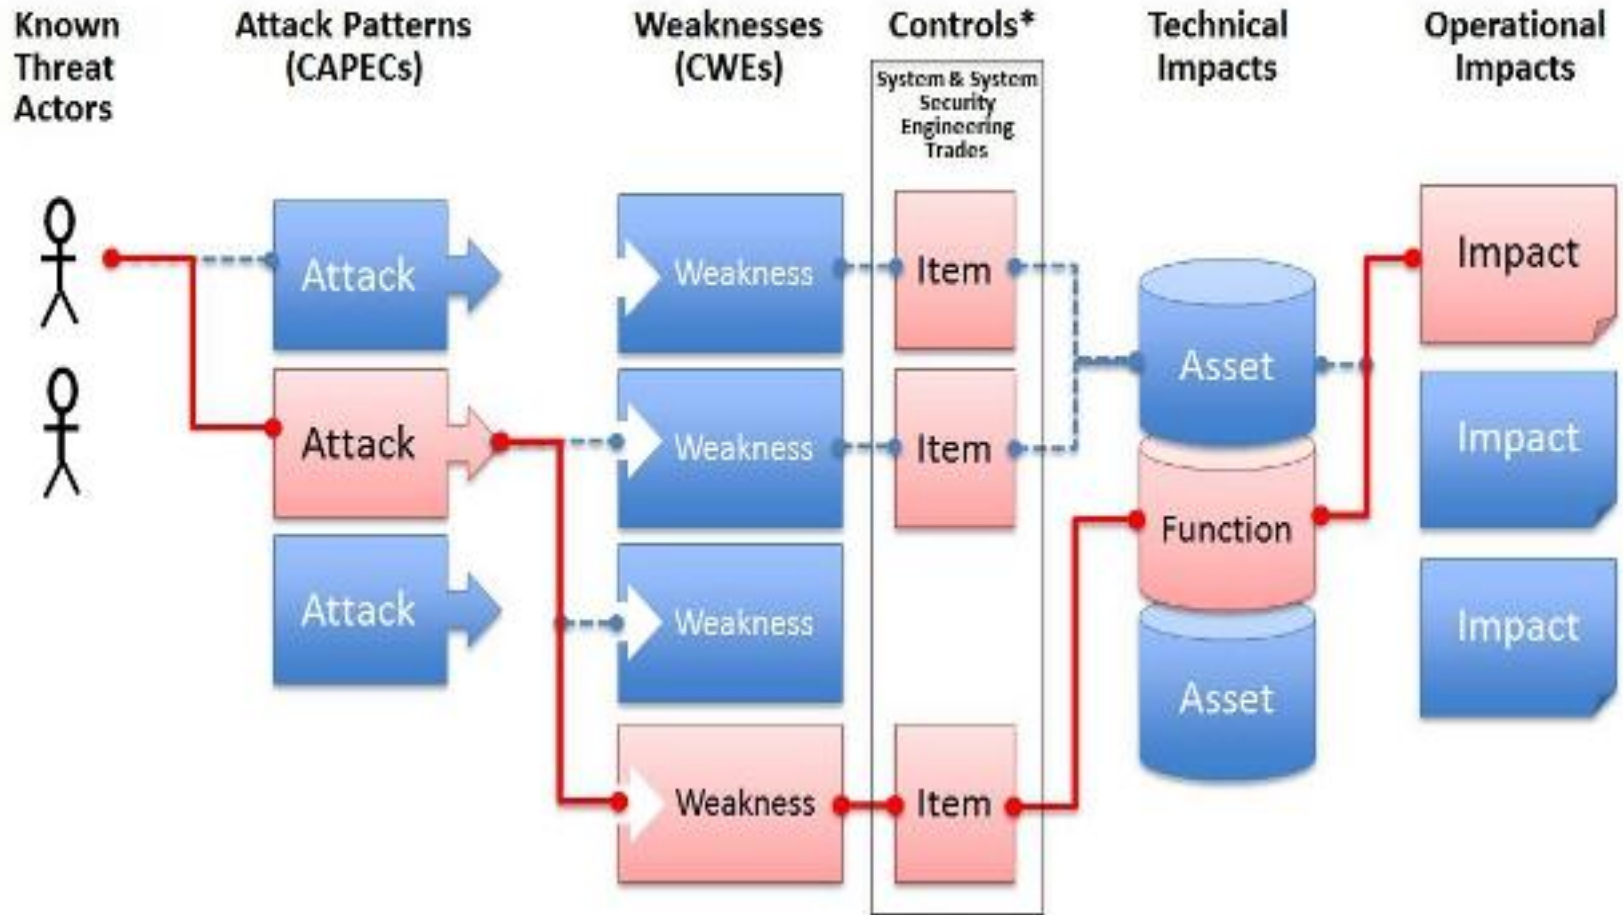 Known
Threat
Actors
Attack Patterns
(CAPECs)
Weaknesses
(CWEs)
Controls*
System & System
Security
Engineering
Trades
Technical
Impacts
Operational
Impacts
Attack
Attack
Attack
Weakness
Weakness
Weakness
Weakness
Item
Item
Item
Asset
Function
Asset
Impact
Impact
Impact